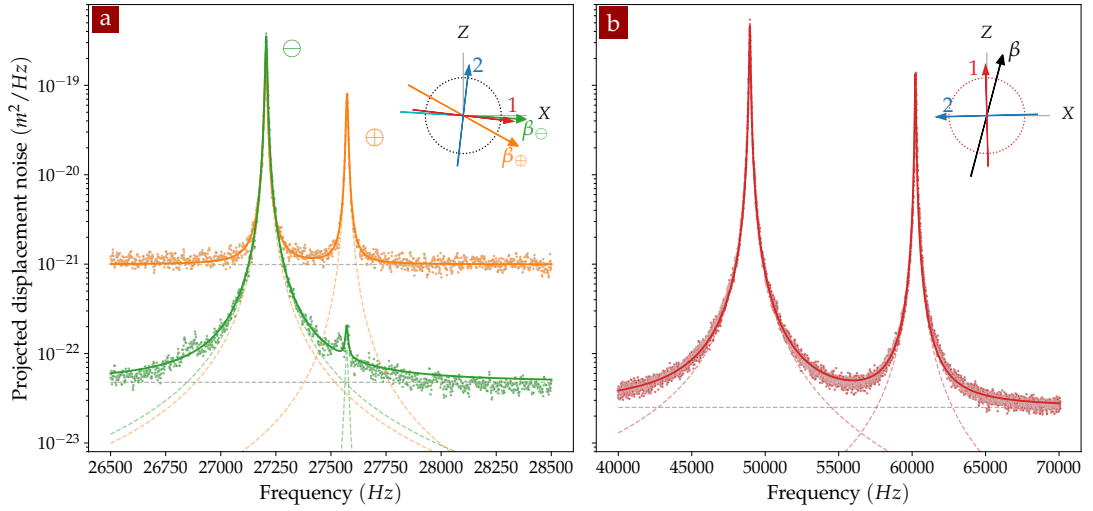 a
b
Projected displacement noise (m²/Hz)
10⁻¹⁹
10⁻²⁰
10⁻²¹
10⁻²²
10⁻²³
⊖
⊕
Z
2
1
X
β⊖
β⊕
Z
β
1
2
X
26500 26750 27000 27250 27500 27750 28000 28250 28500
40000 45000 50000 55000 60000 65000 70000
Frequency (Hz)
Frequency (Hz)